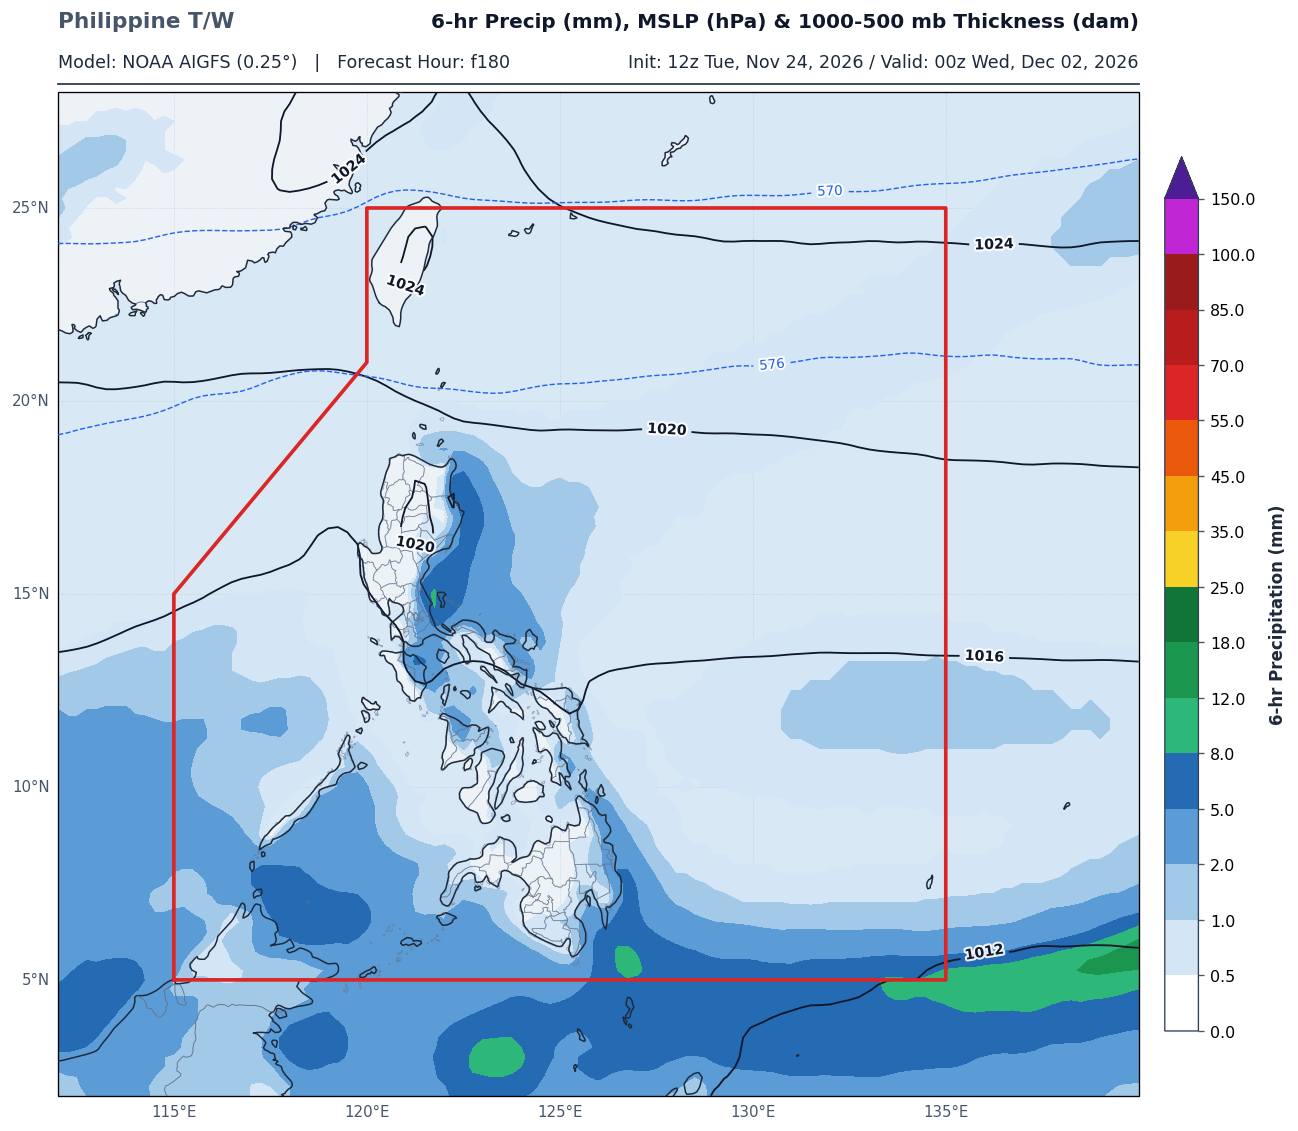 Philippine T/W
6-hr Precip (mm), MSLP (hPa) & 1000-500 mb Thickness (dam)
Model: NOAA AIGFS (0.25°)   |   Forecast Hour: f180
Init: 12z Tue, Nov 24, 2026 / Valid: 00z Wed, Dec 02, 2026
1024
570
25°N
1024
1024
576
20°N
1020
1020
15°N
1016
10°N
1012
5°N
115°E
120°E
125°E
130°E
135°E
150.0
100.0
85.0
70.0
55.0
45.0
35.0
25.0
18.0
12.0
8.0
5.0
2.0
1.0
0.5
0.0
6-hr Precipitation (mm)